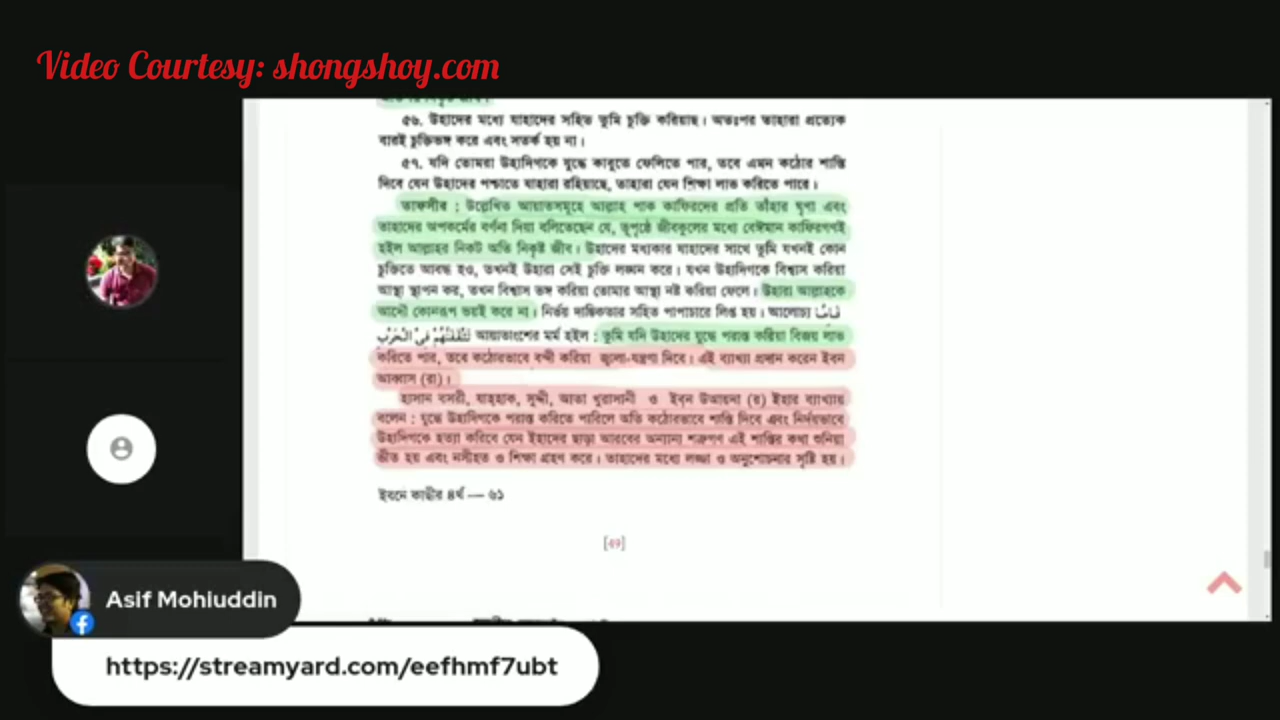 Video Courtesy: shongshoy.com
৫৬. উহাদের মধ্যে যাহাদের সহিত তুমি চুক্তি করিয়াছ। অতঃপর তাহারা প্রত্যেক
বারই চুক্তিভঙ্গ করে এবং সতর্ক হয় না।
৫৭. যদি তোমরা উহাদিগকে যুদ্ধে কাবুতে ফেলিতে পার, তবে এমন কঠোর শাস্তি
দিবে যেন উহাদের পশ্চাতে যাহারা রহিয়াছে, তাহারা যেন শিক্ষা লাভ করিতে পারে।
তাফসীর : উল্লেখিত আয়াতসমূহে আল্লাহ পাক কাফিরদের প্রতি তাঁহার ঘৃণা এবং
তাহাদের অপকর্মের বর্ণনা দিয়া বলিতেছেন যে, ভূপৃষ্ঠে জীবকুলের মধ্যে বেঈমান কাফিরগণই
হইল আল্লাহর নিকট অতি নিকৃষ্ট জীব। উহাদের মধ্যকার যাহাদের সাথে তুমি যখনই কোন
চুক্তিতে আবদ্ধ হও, তখনই উহারা সেই চুক্তি লঙ্ঘন করে। যখন উহাদিগকে বিশ্বাস করিয়া
আস্থা স্থাপন কর, তখন বিশ্বাস ভঙ্গ করিয়া তোমার আস্থা নষ্ট করিয়া ফেলে। উহারা আল্লাহকে
আদৌ কোনরূপ ভয়ই করে না। নির্ভয় দাম্ভিকতার সহিত পাপাচারে লিপ্ত হয়। আলোচ্য فَامَّا
تَثْقَفَنَّهُمْ فِي الْحَرْبِ আয়াতাংশের মর্ম হইল : তুমি যদি উহাদের যুদ্ধে পরাস্ত করিয়া বিজয় লাভ
করিতে পার, তবে কঠোরভাবে বন্দী করিয়া জ্বালা-যন্ত্রণা দিবে। এই ব্যাখ্যা প্রদান করেন ইবন
আব্বাস (রা)।
হাসান বসরী, যাহ্হাক, সুদ্দী, আতা খুরাসানী ও ইব্‌ন উআয়না (র) ইহার ব্যাখ্যায়
বলেন : যুদ্ধে উহাদিগকে পরাস্ত করিতে পারিলে অতি কঠোরভাবে শাস্তি দিবে এবং নির্দয়ভাবে
উহাদিগকে হত্যা করিবে যেন ইহাদের ছাড়া আরবের অন্যান্য শত্রুগণ এই শাস্তির কথা শুনিয়া
ভীত হয় এবং নসীহত ও শিক্ষা গ্রহণ করে। তাহাদের মধ্যে লজ্জা ও অনুশোচনার সৃষ্টি হয়।
ইবনে কাছীর ৪র্থ — ৬১
Asif Mohiuddin
https://streamyard.com/eefhmf7ubt